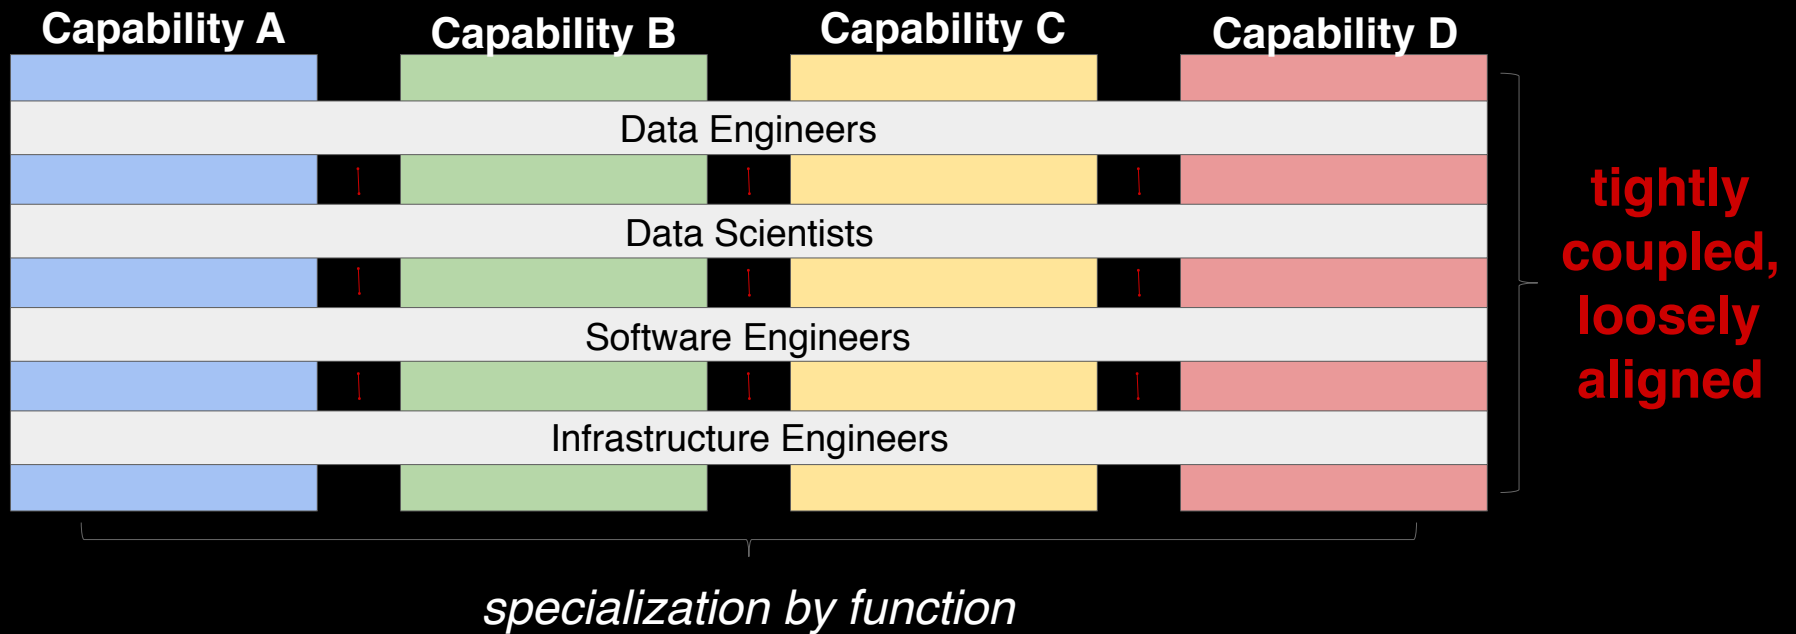 Capability A
Capability B
Capability C
Capability D
Data Engineers
Data Scientists
Software Engineers
Infrastructure Engineers
tightly
coupled,
loosely
aligned
specialization by function